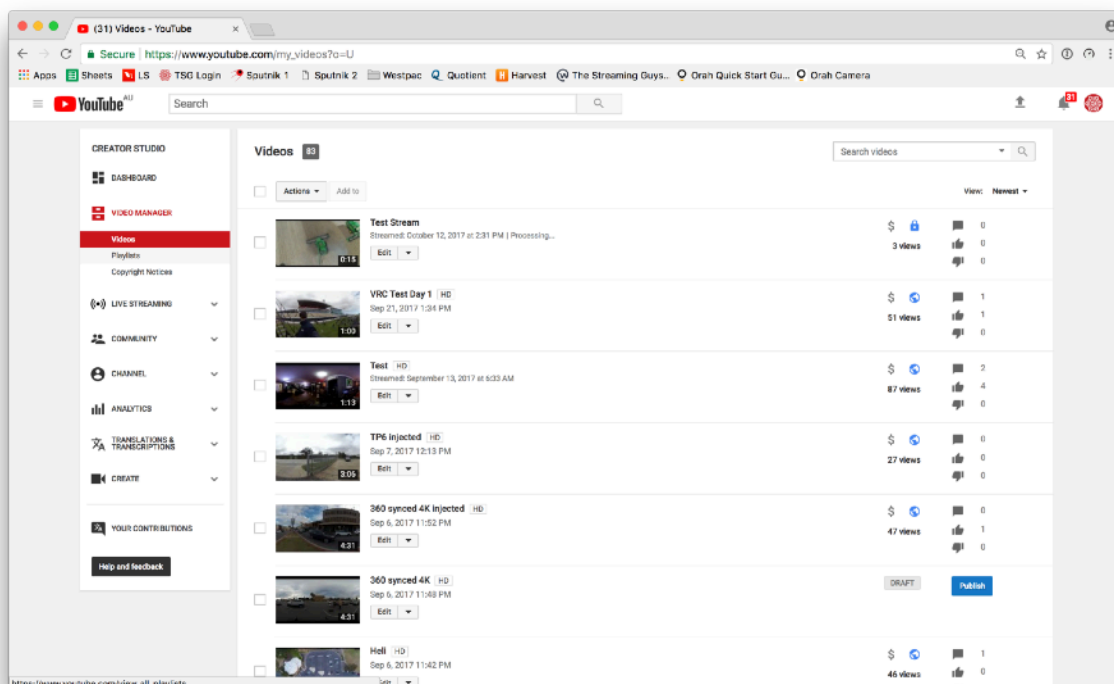 (31) Videos - YouTube
Secure https://www.youtube.com/my_videos?o=U
Apps Sheets LS TSG Login Sputnik 1 Sputnik 2 Westpac Quotient Harvest The Streaming Guys.. Orah Quick Start Gu... Orah Camera
YouTube AU Search 31
CREATOR STUDIO
DASHBOARD
VIDEO MANAGER
Videos
Playlists
Copyright Notices
LIVE STREAMING
COMMUNITY
CHANNEL
ANALYTICS
TRANSLATIONS &
TRANSCRIPTIONS
CREATE
YOUR CONTRIBUTIONS
Help and feedback
Videos 83 Search videos
Actions Add to View: Newest
Test Stream
Streamed: October 12, 2017 at 2:31 PM | Processing...
Edit
0:15
$ 0
3 views 0
0
VRC Test Day 1 HD
Sep 21, 2017 1:34 PM
Edit
1:00
$ 1
51 views 1
0
Test HD
Streamed: September 13, 2017 at 6:33 AM
Edit
1:13
$ 2
87 views 4
0
TP6 injected HD
Sep 7, 2017 12:13 PM
Edit
3:06
$ 0
27 views 0
0
360 synced 4K injected HD
Sep 6, 2017 11:52 PM
Edit
4:31
$ 0
47 views 1
0
360 synced 4K HD
Sep 6, 2017 11:48 PM
Edit
4:31
DRAFT Publish
Heli HD
Sep 6, 2017 11:42 PM
Edit
$ 1
46 views 0
https://www.youtube.com/view_all_playlists